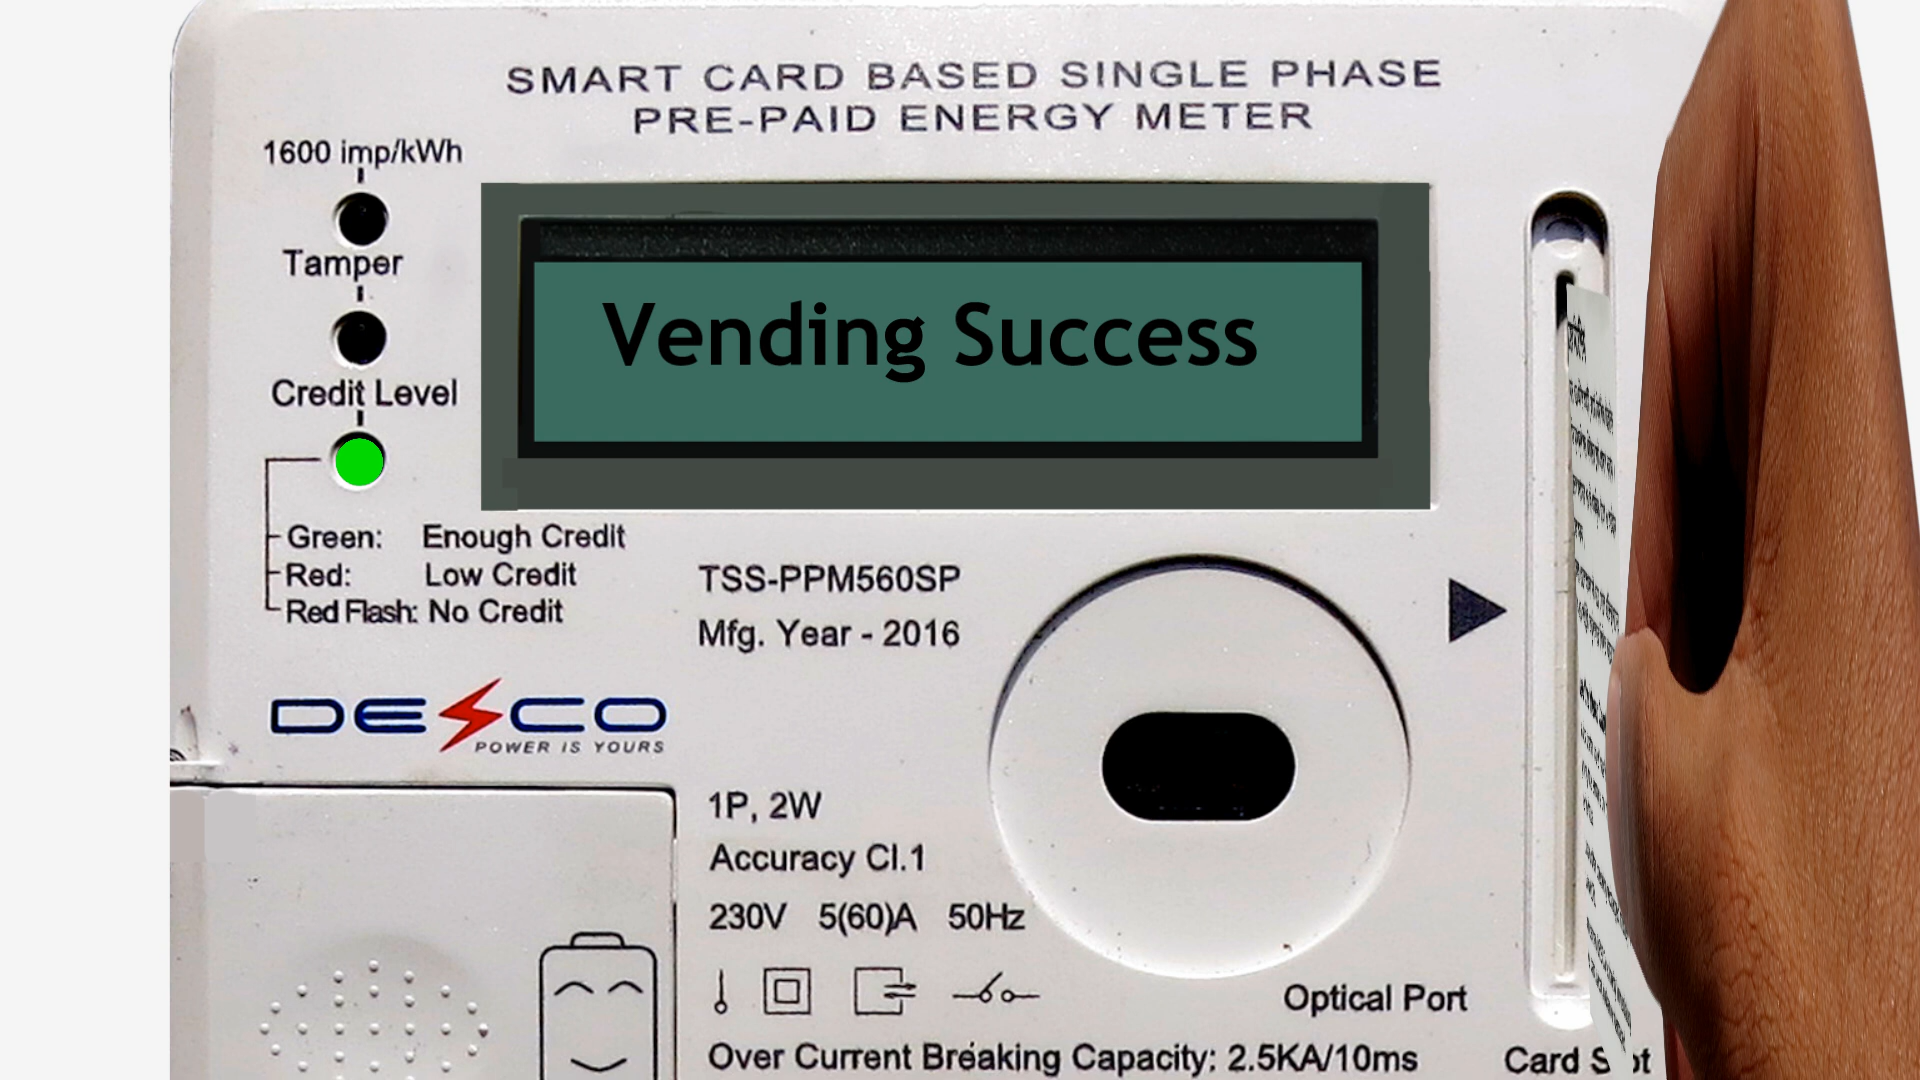 SMART CARD BASED SINGLE PHASE
PRE-PAID ENERGY METER
1600 imp/kWh
Tamper
Credit Level
Vending Success
Green: Enough Credit
Red: Low Credit
Red Flash: No Credit
TSS-PPM560SP
Mfg. Year - 2016
DESCO
POWER IS YOURS
1P, 2W
Accuracy Cl.1
230V 5(60)A 50Hz
Optical Port
Over Current Breaking Capacity: 2.5KA/10ms
Card